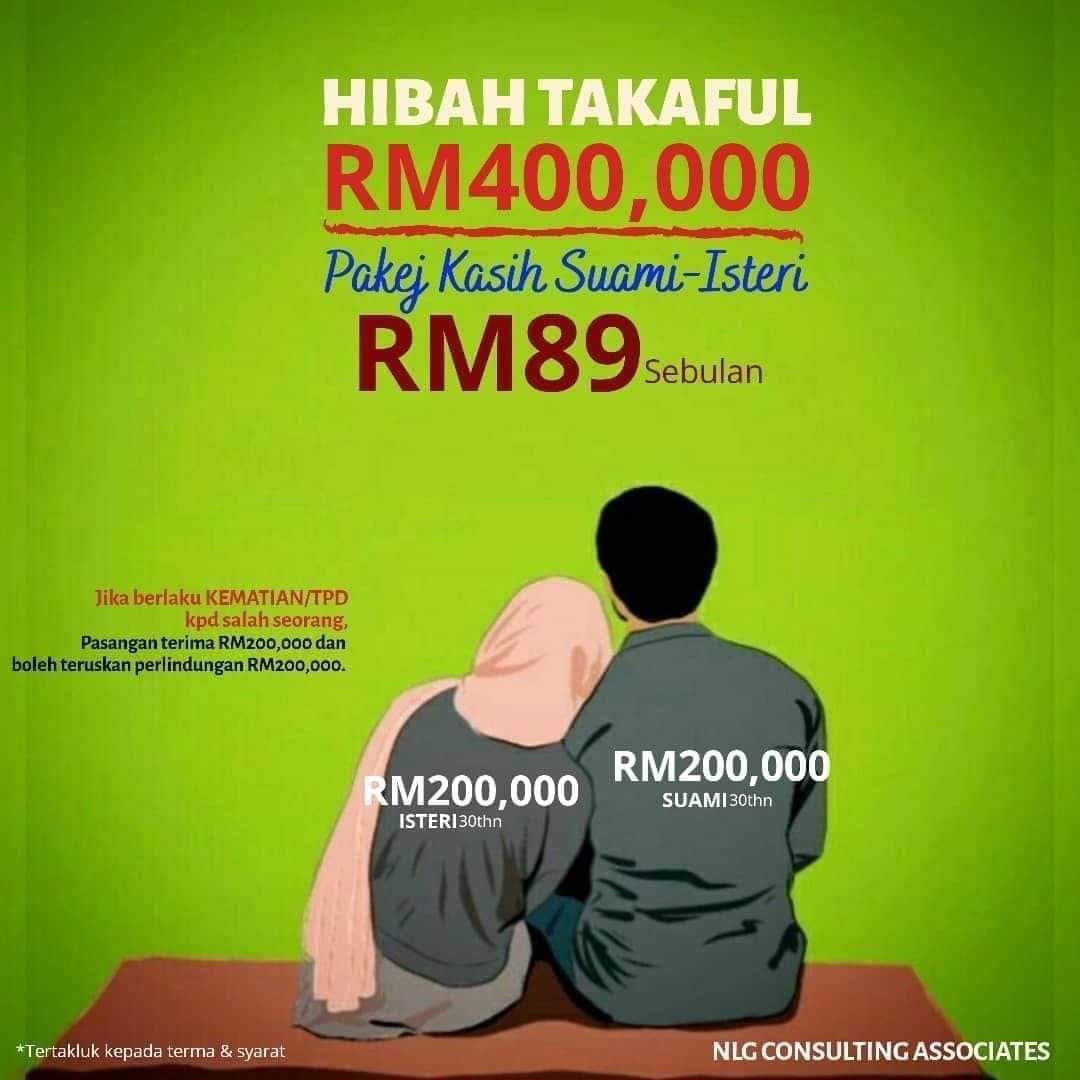 HIBAH TAKAFUL
RM400,000
Pakej Kasih Suami-Isteri
RM89 Sebulan
Jika berlaku KEMATIAN/TPD
kpd salah seorang,
Pasangan terima RM200,000 dan
boleh teruskan perlindungan RM200,000.
RM200,000
ISTERI 30thn
RM200,000
SUAMI 30thn
*Tertakluk kepada terma & syarat
NLG CONSULTING ASSOCIATES